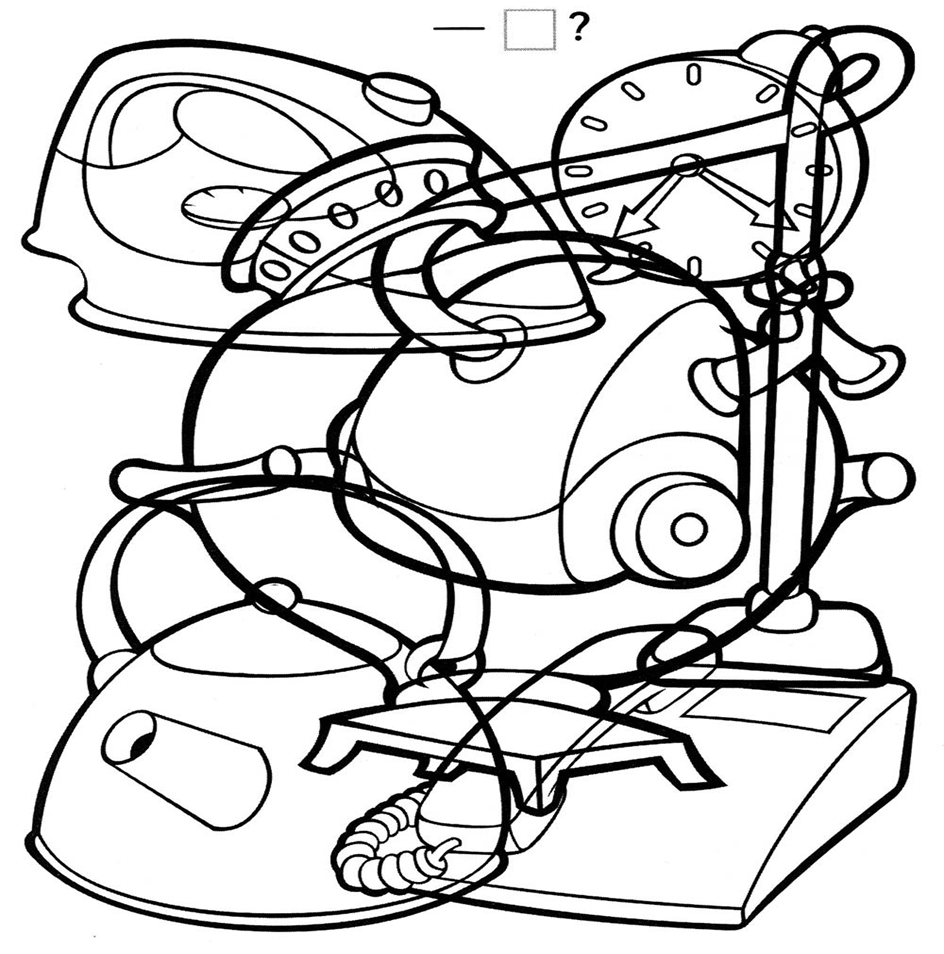 — □ ?